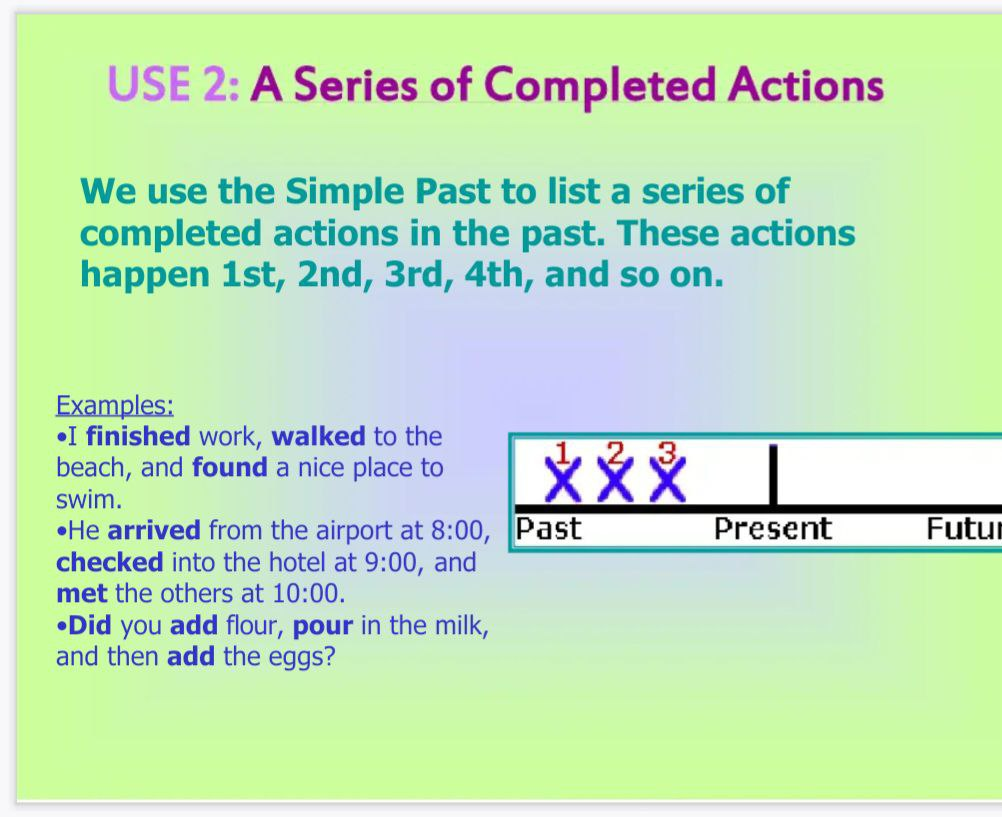 USE 2: A Series of Completed Actions
We use the Simple Past to list a series of
completed actions in the past. These actions
happen 1st, 2nd, 3rd, 4th, and so on.
Examples:
•I finished work, walked to the
beach, and found a nice place to
swim.
•He arrived from the airport at 8:00,
checked into the hotel at 9:00, and
met the others at 10:00.
•Did you add flour, pour in the milk,
and then add the eggs?
1 2 3
X X X
Past Present Futur